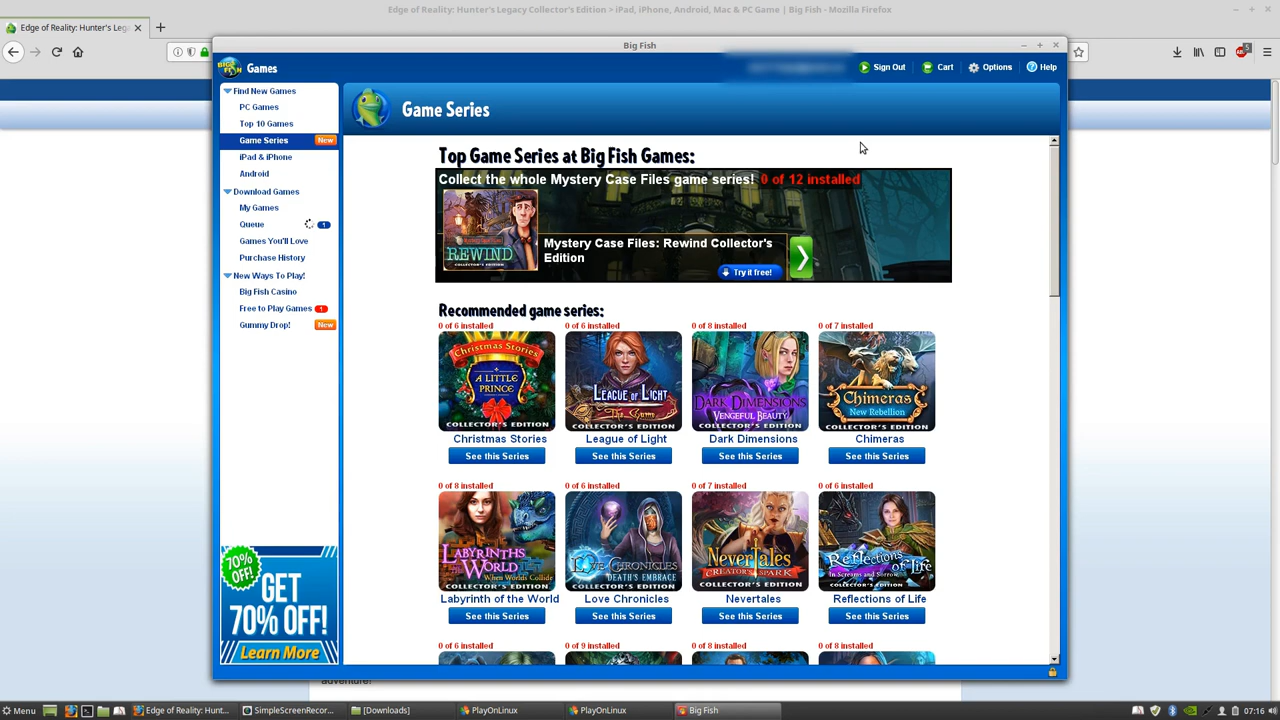 Edge of Reality: Hunter's Legacy Collector's Edition > iPad, iPhone, Android, Mac & PC Game | Big Fish - Mozilla Firefox
Edge of Reality: Hunter's Lega
Big Fish
BIG FISH
Games
Sign Out
Cart
Options
Help
Find New Games
PC Games
Top 10 Games
Game Series
New
iPad & iPhone
Android
Download Games
My Games
Queue
1
Games You'll Love
Purchase History
New Ways To Play!
Big Fish Casino
Free to Play Games
1
Gummy Drop!
New
70% OFF!
GET
70% OFF!
Learn More
Game Series
Top Game Series at Big Fish Games:
Collect the whole Mystery Case Files game series! 0 of 12 installed
REWIND
Mystery Case Files: Rewind Collector's
Edition
Try it free!
Recommended game series:
0 of 6 installed
0 of 6 installed
0 of 8 installed
0 of 7 installed
Christmas Stories
A LITTLE
PRINCE
COLLECTOR'S EDITION
LEAGUE OF LIGHT
The Game
COLLECTOR'S EDITION
DARK DIMENSIONS
VENGEFUL BEAUTY
COLLECTOR'S EDITION
Chimeras
New Rebellion
COLLECTOR'S EDITION
Christmas Stories
League of Light
Dark Dimensions
Chimeras
See this Series
See this Series
See this Series
See this Series
0 of 8 installed
0 of 6 installed
0 of 7 installed
0 of 6 installed
LABYRINTHS
OF THE WORLD
When Worlds Collide
COLLECTOR'S EDITION
LOVE CHRONICLES
DEATH'S EMBRACE
COLLECTOR'S EDITION
NEVERTALES
CREATOR'S SPARK
COLLECTOR'S EDITION
Reflections
of Life
In Screams and Sorrow
COLLECTOR'S EDITION
Labyrinth of the World
Love Chronicles
Nevertales
Reflections of Life
See this Series
See this Series
See this Series
See this Series
0 of 6 installed
0 of 9 installed
0 of 8 installed
0 of 8 installed
adventure!
Menu
Edge of Reality: Hunt...
SimpleScreenRecor...
[Downloads]
PlayOnLinux
PlayOnLinux
Big Fish
07:16